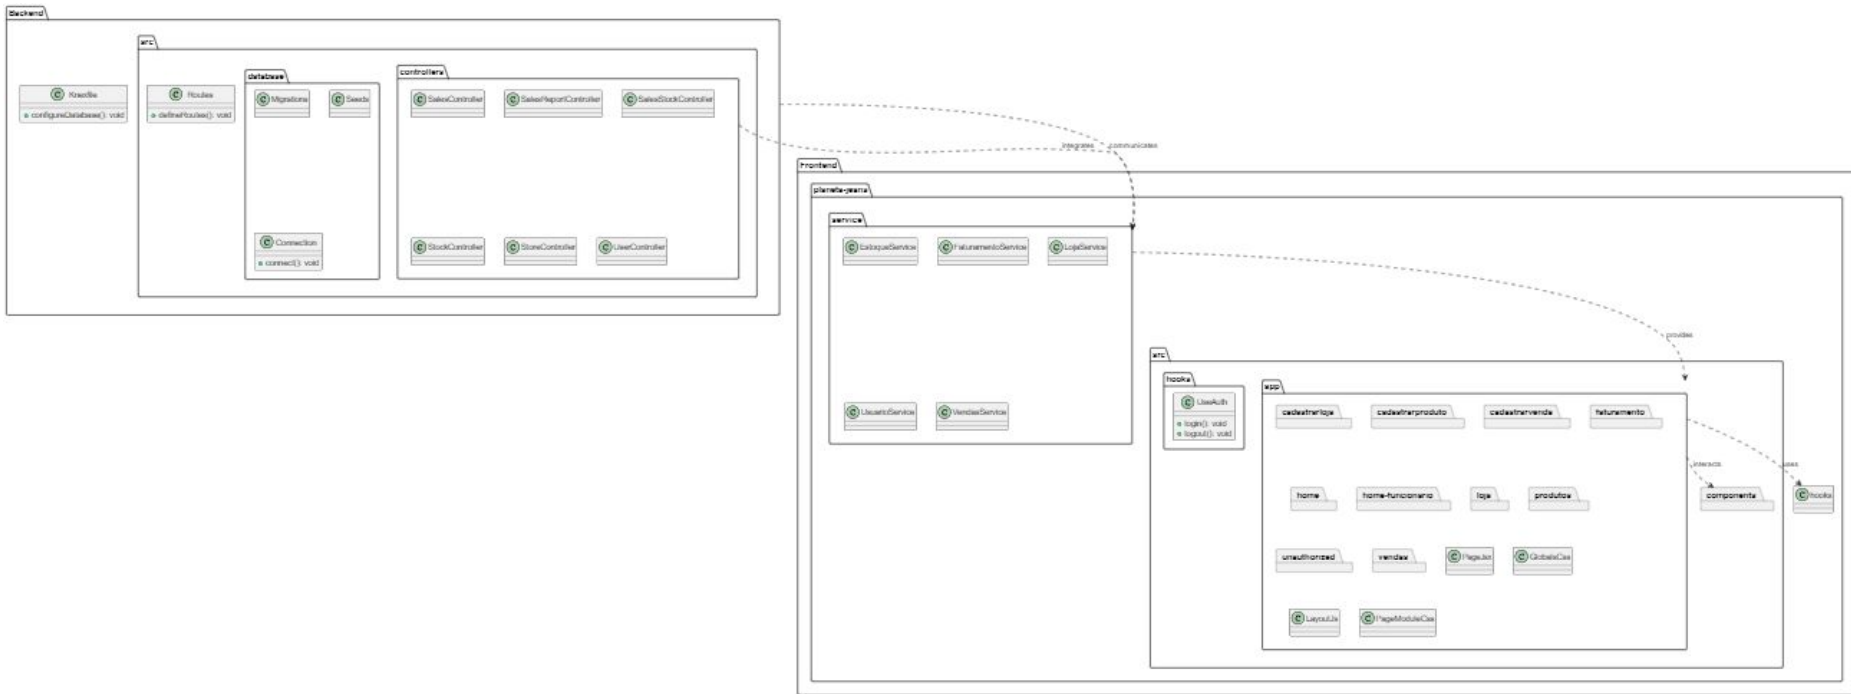 Backend
src
database
controllers
C Knexfile
configureDatabase(): void
C Routes
defineRoutes(): void
C Migrations
C Seeds
C SalesController
C SalesReportController
C SalesStockController
C Connection
connect(): void
C StockController
C StoreController
C UserController
integrates
communicates
Frontend
planeta-jeans
service
C EstoqueService
C FaturamentoService
C LojaService
C UsuarioService
C VendasService
provides
src
hooks
C UseAuth
login(): void
logout(): void
app
cadastrarloja
cadastrarproduto
cadastrarvenda
faturamento
interacts
uses
home
home-funcionario
loja
produtos
components
C hooks
unauthorized
vendas
C PageJsx
C GlobalsCss
C LayoutJs
C PageModuleCss